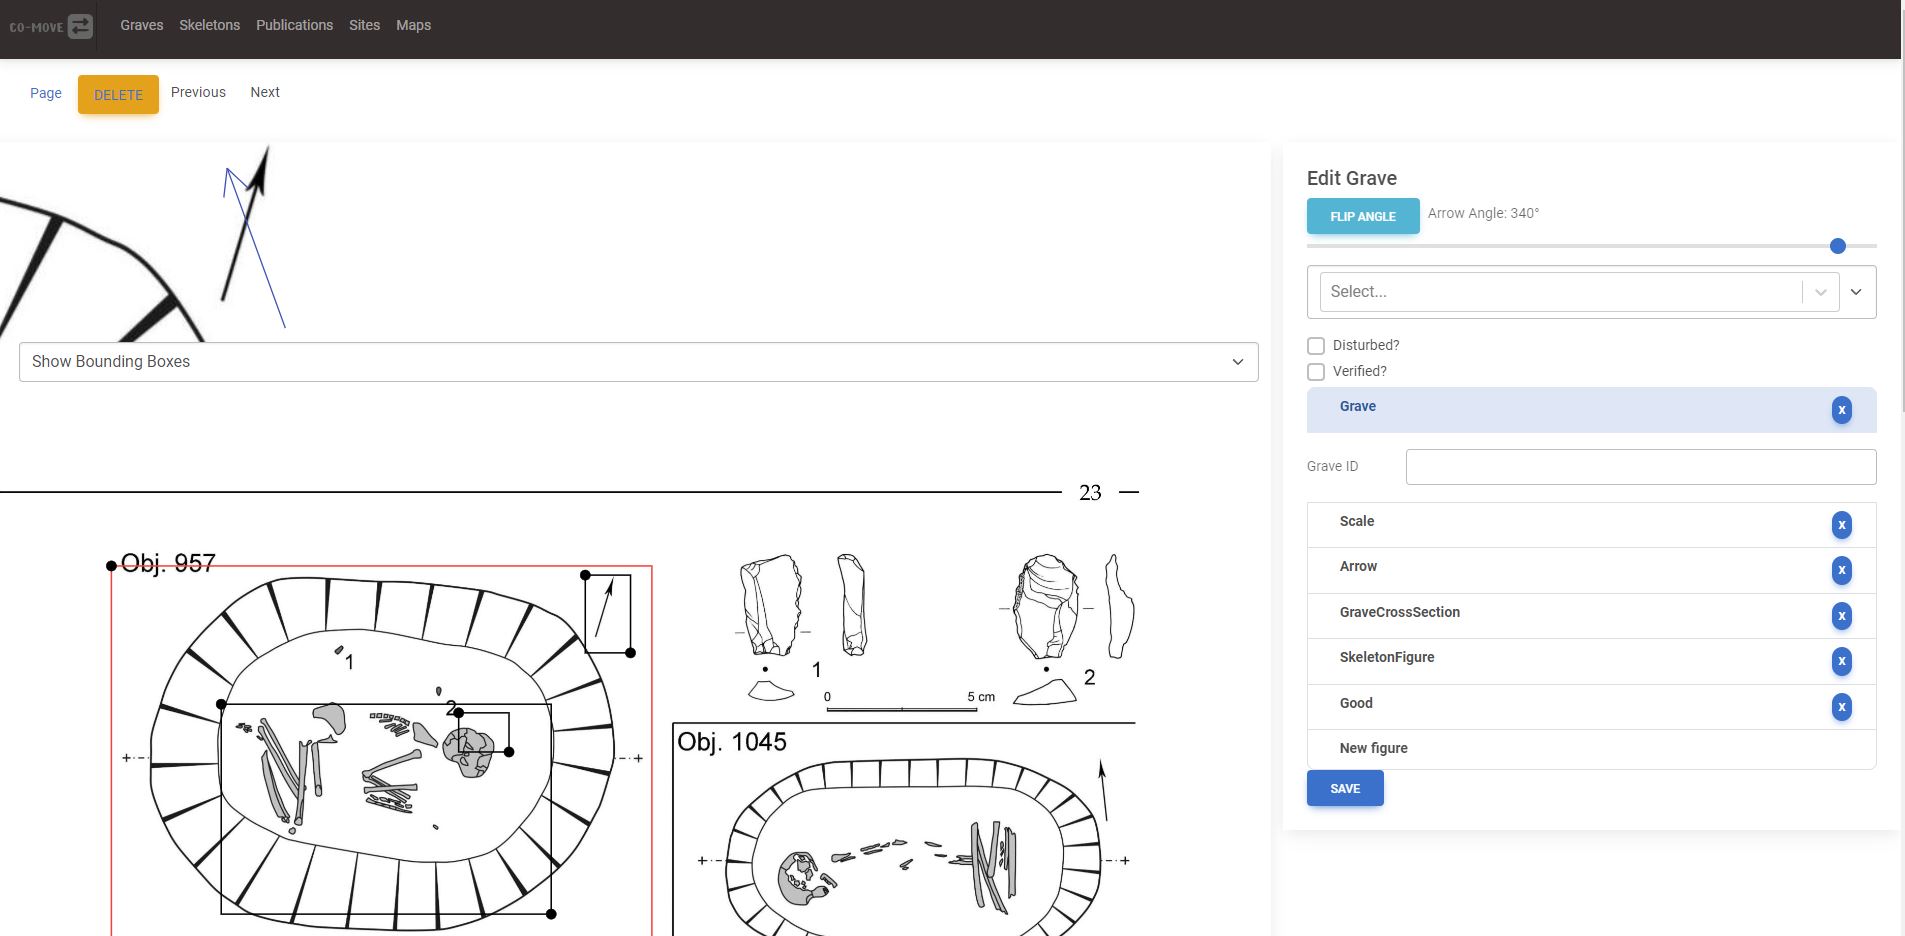 CO-MOVE
Graves Skeletons Publications Sites Maps
Page DELETE Previous Next
Show Bounding Boxes
23
Obj. 957
1
2
1
2
0 5 cm
Obj. 1045
Edit Grave
FLIP ANGLE Arrow Angle: 340°
Select...
Disturbed?
Verified?
Grave x
Grave ID
Scale x
Arrow x
GraveCrossSection x
SkeletonFigure x
Good x
New figure
SAVE